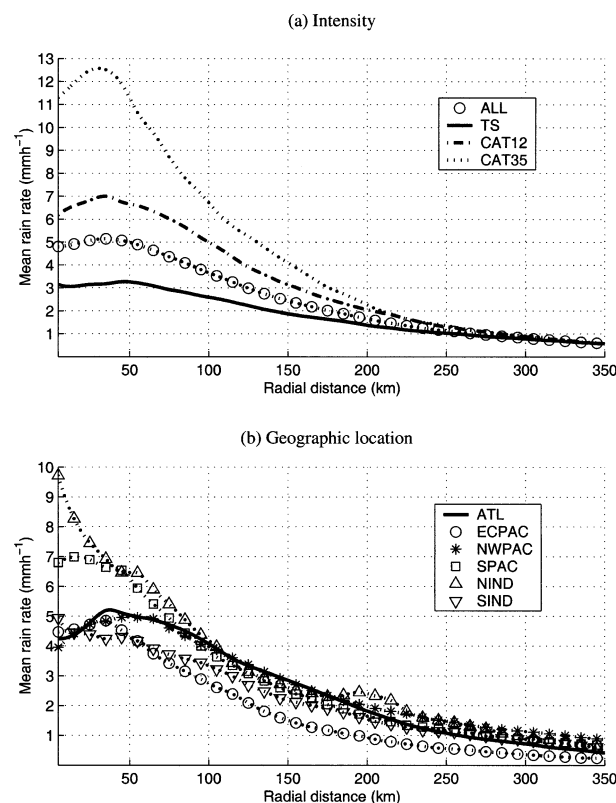 (a) Intensity
13
12
11
10
9
8
7
6
5
4
3
2
1
Mean rain rate (mmh⁻¹)
ALL
TS
CAT12
CAT35
50 100 150 200 250 300 350
Radial distance (km)
(b) Geographic location
10
9
8
7
6
5
4
3
2
1
Mean rain rate (mmh⁻¹)
ATL
ECPAC
NWPAC
SPAC
NIND
SIND
50 100 150 200 250 300 350
Radial distance (km)